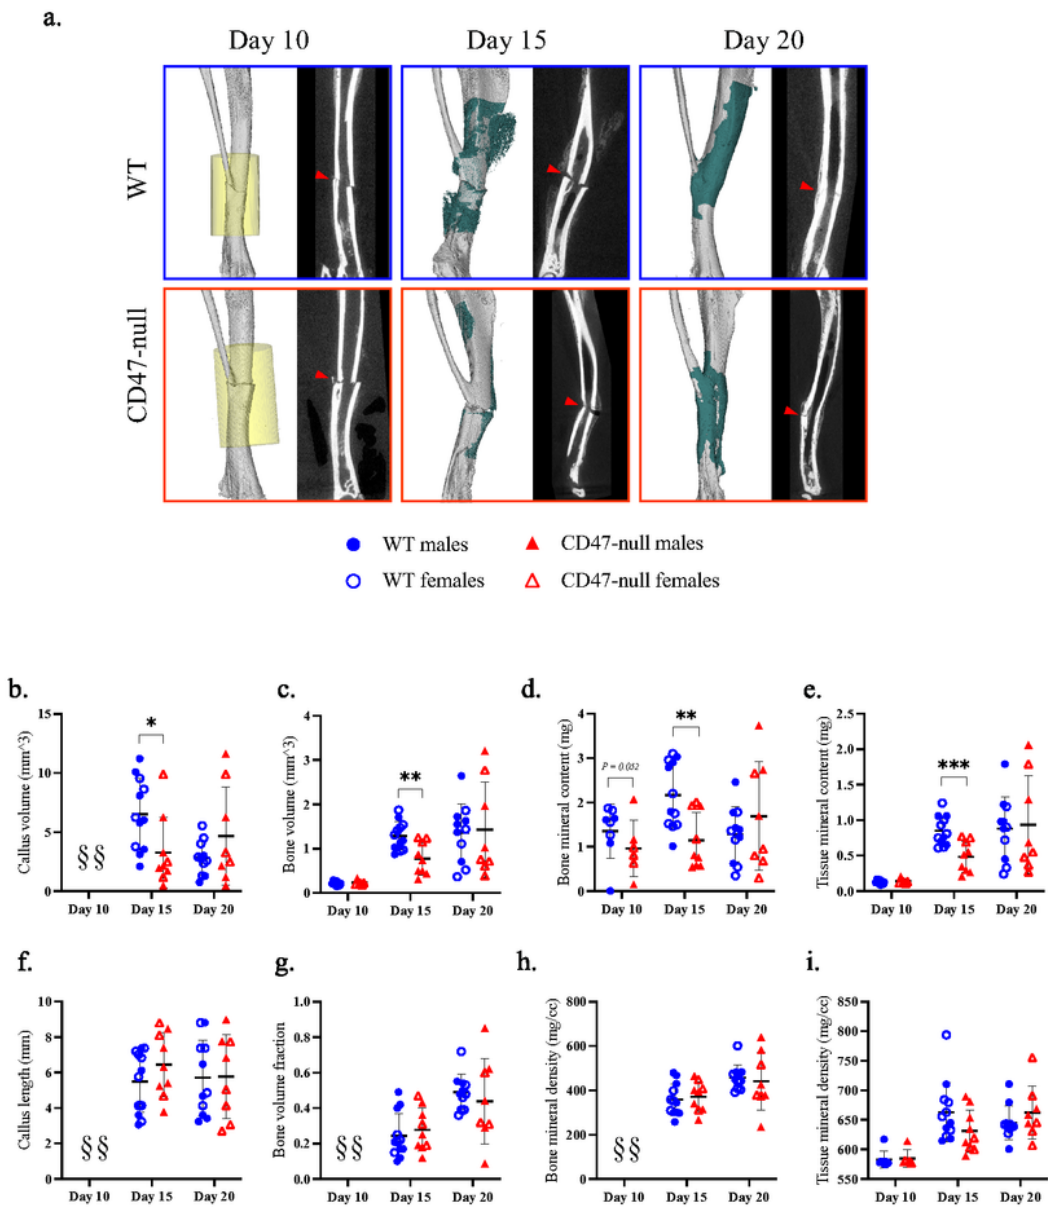 a.
Day 10 Day 15 Day 20
WT
CD47-null
WT males CD47-null males
WT females CD47-null females
b.
Callus volume (mm^3)
15
10
5
0
*
§ §
Day 10 Day 15 Day 20
c.
Bone volume (mm^3)
4
3
2
1
0
**
Day 10 Day 15 Day 20
d.
Bone mineral content (mg)
4
3
2
1
0
P = 0.052
**
Day 10 Day 15 Day 20
e.
Tissue mineral content (mg)
2.5
2.0
1.5
1.0
0.5
0.0
***
Day 10 Day 15 Day 20
f.
Callus length (mm)
10
8
6
4
2
0
§ §
Day 10 Day 15 Day 20
g.
Bone volume fraction
1.0
0.8
0.6
0.4
0.2
0.0
§ §
Day 10 Day 15 Day 20
h.
Bone mineral density (mg/cc)
800
600
400
200
0
§ §
Day 10 Day 15 Day 20
i.
Tissue mineral density (mg/cc)
850
800
750
700
650
600
550
Day 10 Day 15 Day 20